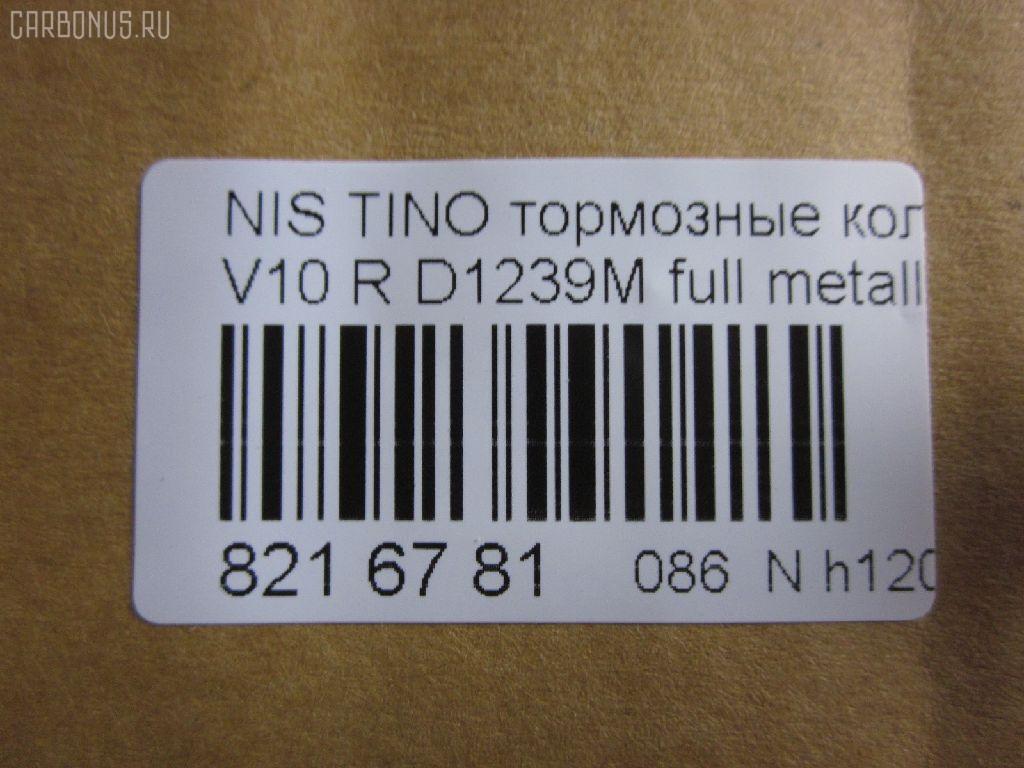 CARBONUS.RU
NIS TINO тормозные кол
V10 R D1239M full metall
821 67 81 086 N h120